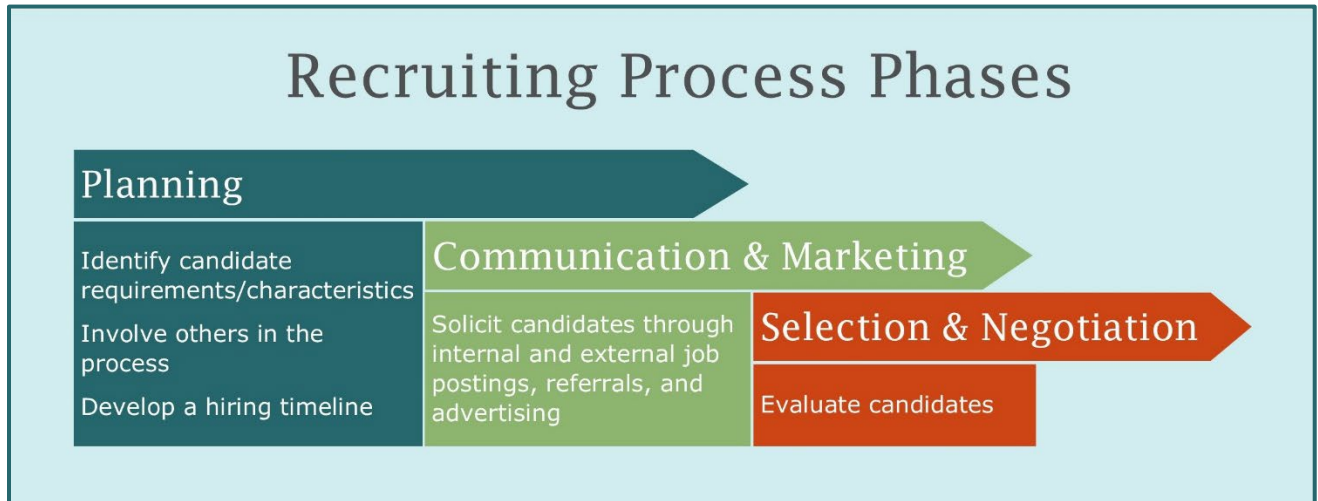 Recruiting Process Phases
Planning
Identify candidate
requirements/characteristics
Involve others in the
process
Develop a hiring timeline
Communication & Marketing
Solicit candidates through
internal and external job
postings, referrals, and
advertising
Selection & Negotiation
Evaluate candidates